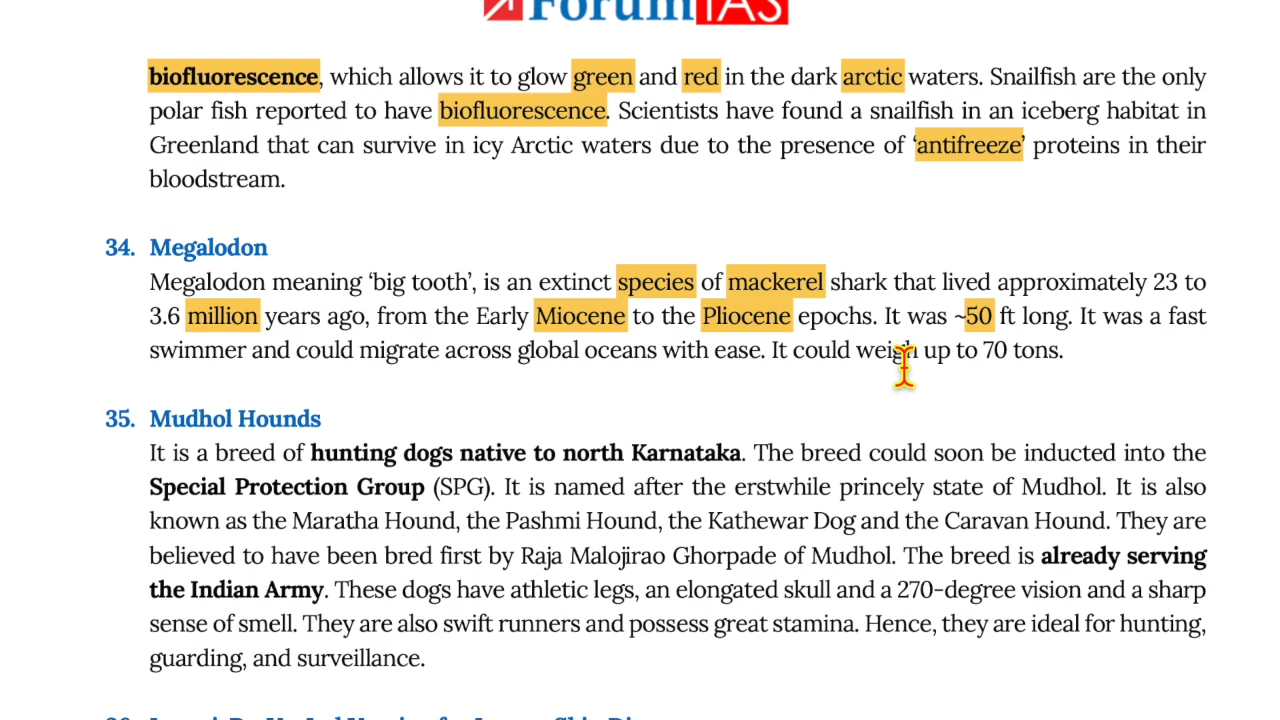 ForumIAS
biofluorescence, which allows it to glow green and red in the dark arctic waters. Snailfish are the only
polar fish reported to have biofluorescence. Scientists have found a snailfish in an iceberg habitat in
Greenland that can survive in icy Arctic waters due to the presence of ‘antifreeze’ proteins in their
bloodstream.
34. Megalodon
Megalodon meaning ‘big tooth’, is an extinct species of mackerel shark that lived approximately 23 to
3.6 million years ago, from the Early Miocene to the Pliocene epochs. It was ~50 ft long. It was a fast
swimmer and could migrate across global oceans with ease. It could weigh up to 70 tons.
35. Mudhol Hounds
It is a breed of hunting dogs native to north Karnataka. The breed could soon be inducted into the
Special Protection Group (SPG). It is named after the erstwhile princely state of Mudhol. It is also
known as the Maratha Hound, the Pashmi Hound, the Kathewar Dog and the Caravan Hound. They are
believed to have been bred first by Raja Malojirao Ghorpade of Mudhol. The breed is already serving
the Indian Army. These dogs have athletic legs, an elongated skull and a 270-degree vision and a sharp
sense of smell. They are also swift runners and possess great stamina. Hence, they are ideal for hunting,
guarding, and surveillance.